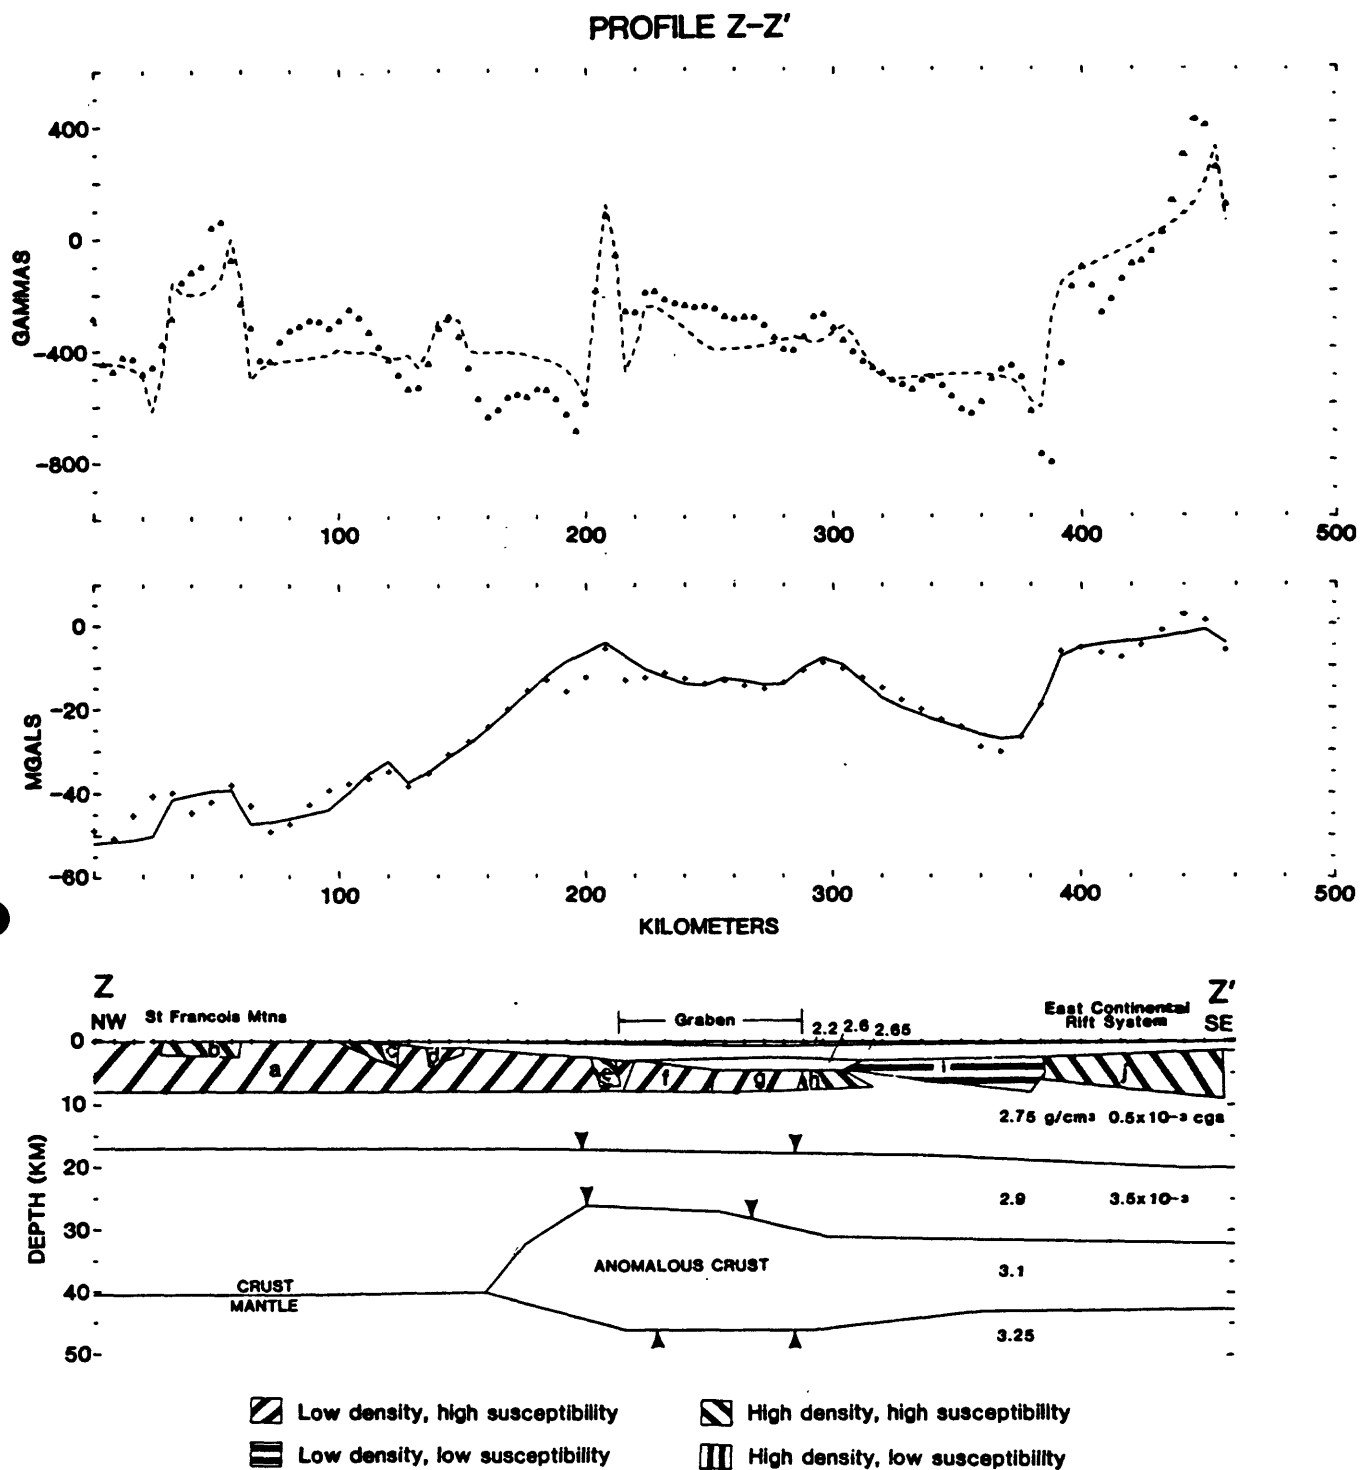 PROFILE Z-Z'
400
0
-400
-800
GAMMAS
100 200 300 400 500
0
-20
-40
-60
MGALS
100 200 300 400 500
KILOMETERS
Z Z'
NW St Francois Mtns Graben 2.2 2.6 2.65 East Continental Rift System SE
0
a b c d e f g h i j
10
2.75 g/cm³ 0.5x10⁻³ cgs
20
2.9 3.5x10⁻³
30
ANOMALOUS CRUST 3.1
40
CRUST
MANTLE
3.25
50
DEPTH (KM)
Low density, high susceptibility High density, high susceptibility
Low density, low susceptibility High density, low susceptibility